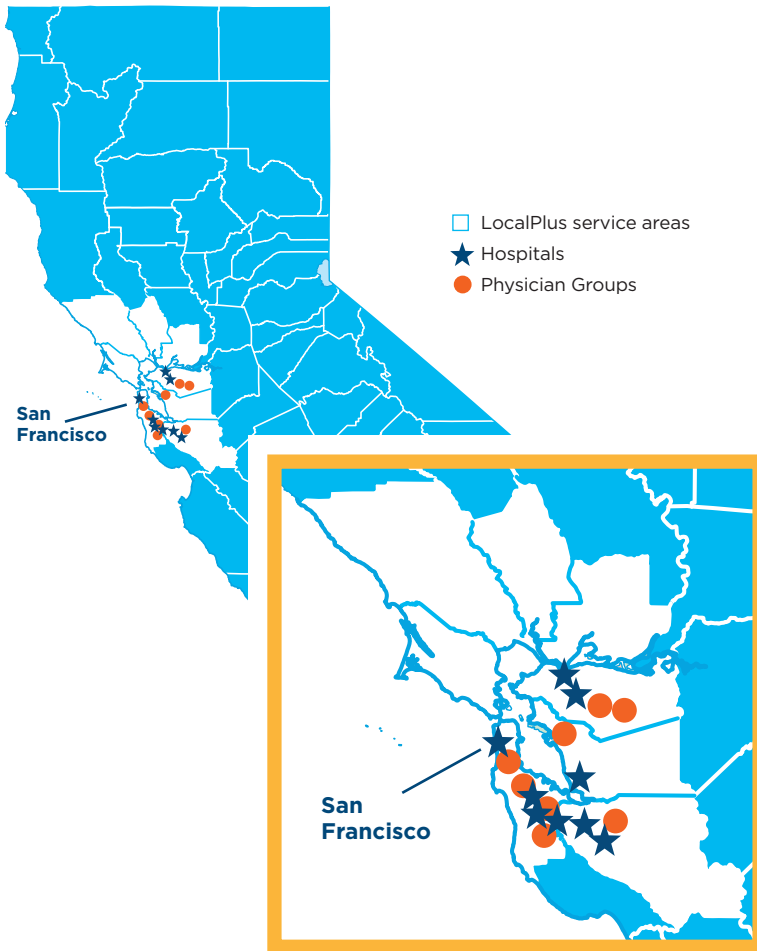 LocalPlus service areas
Hospitals
Physician Groups
San
Francisco
San
Francisco